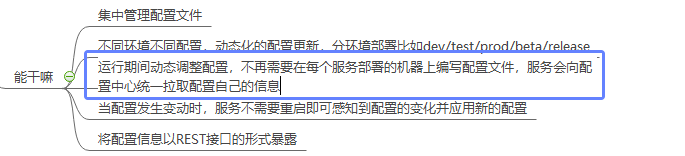 集中管理配置文件
不同环境不同配置，动态化的配置更新，分环境部署比如dev/test/prod/beta/release
能干嘛
运行期间动态调整配置，不再需要在每个服务部署的机器上编写配置文件，服务会向配
置中心统一拉取配置自己的信息
当配置发生变动时，服务不需要重启即可感知到配置的变化并应用新的配置
将配置信息以REST接口的形式暴露